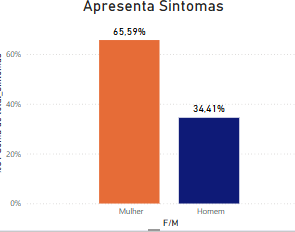 Apresenta Sintomas
65,59%
60%
40%
34,41%
20%
0%
Mulher
Homem
F/M